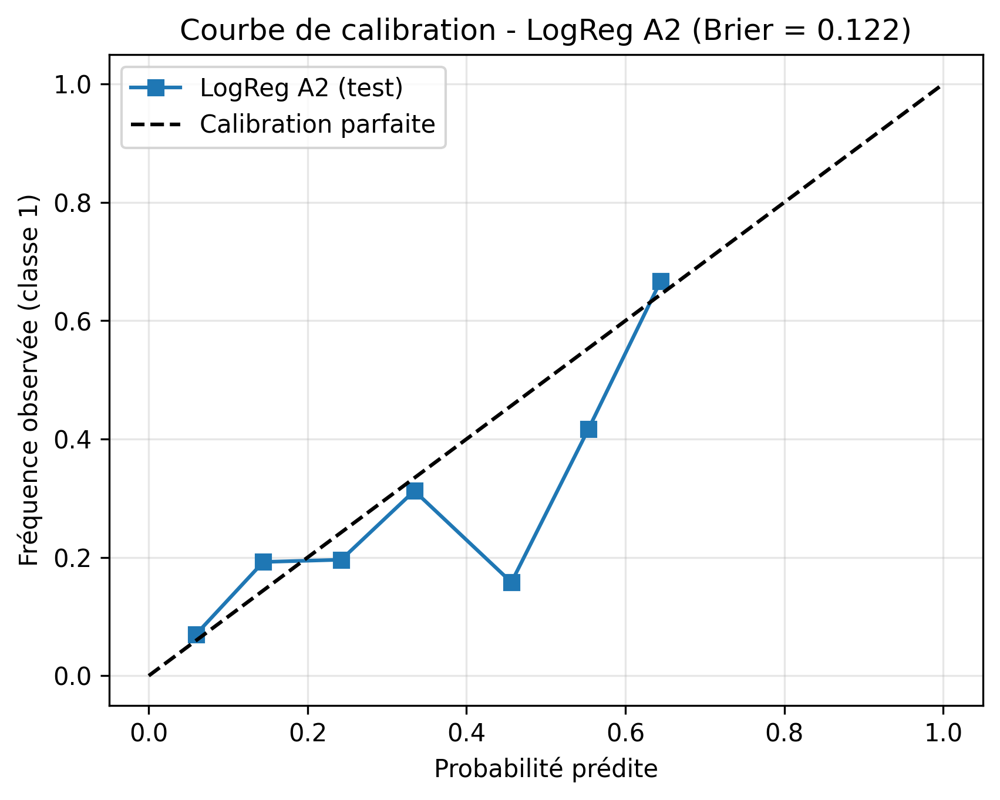 Courbe de calibration - LogReg A2 (Brier = 0.122)
LogReg A2 (test)
Calibration parfaite
Fréquence observée (classe 1)
1.0
0.8
0.6
0.4
0.2
0.0
0.0 0.2 0.4 0.6 0.8 1.0
Probabilité prédite